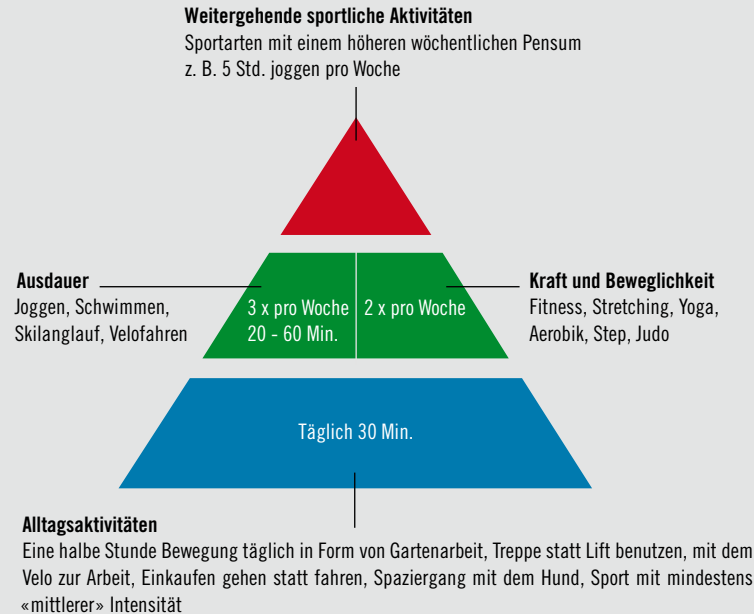 Weitergehende sportliche Aktivitäten
Sportarten mit einem höheren wöchentlichen Pensum
z. B. 5 Std. joggen pro Woche
Ausdauer
Joggen, Schwimmen,
Skilanglauf, Velofahren
3 x pro Woche
20 - 60 Min.
2 x pro Woche
Kraft und Beweglichkeit
Fitness, Stretching, Yoga,
Aerobik, Step, Judo
Täglich 30 Min.
Alltagsaktivitäten
Eine halbe Stunde Bewegung täglich in Form von Gartenarbeit, Treppe statt Lift benutzen, mit dem
Velo zur Arbeit, Einkaufen gehen statt fahren, Spaziergang mit dem Hund, Sport mit mindestens
«mittlerer» Intensität